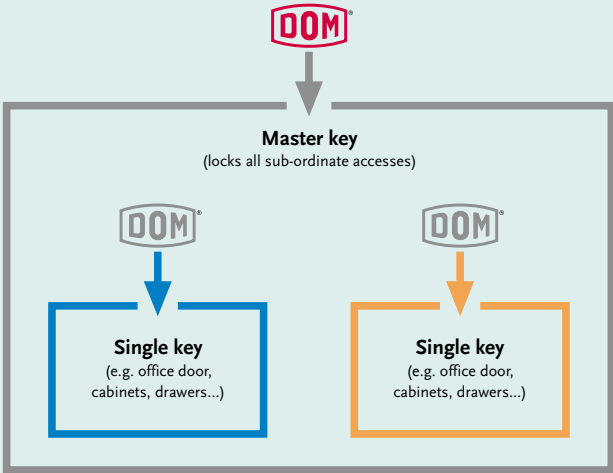 DOM®
Master key
(locks all sub-ordinate accesses)
DOM®
DOM®
Single key
(e.g. office door,
cabinets, drawers...)
Single key
(e.g. office door,
cabinets, drawers...)